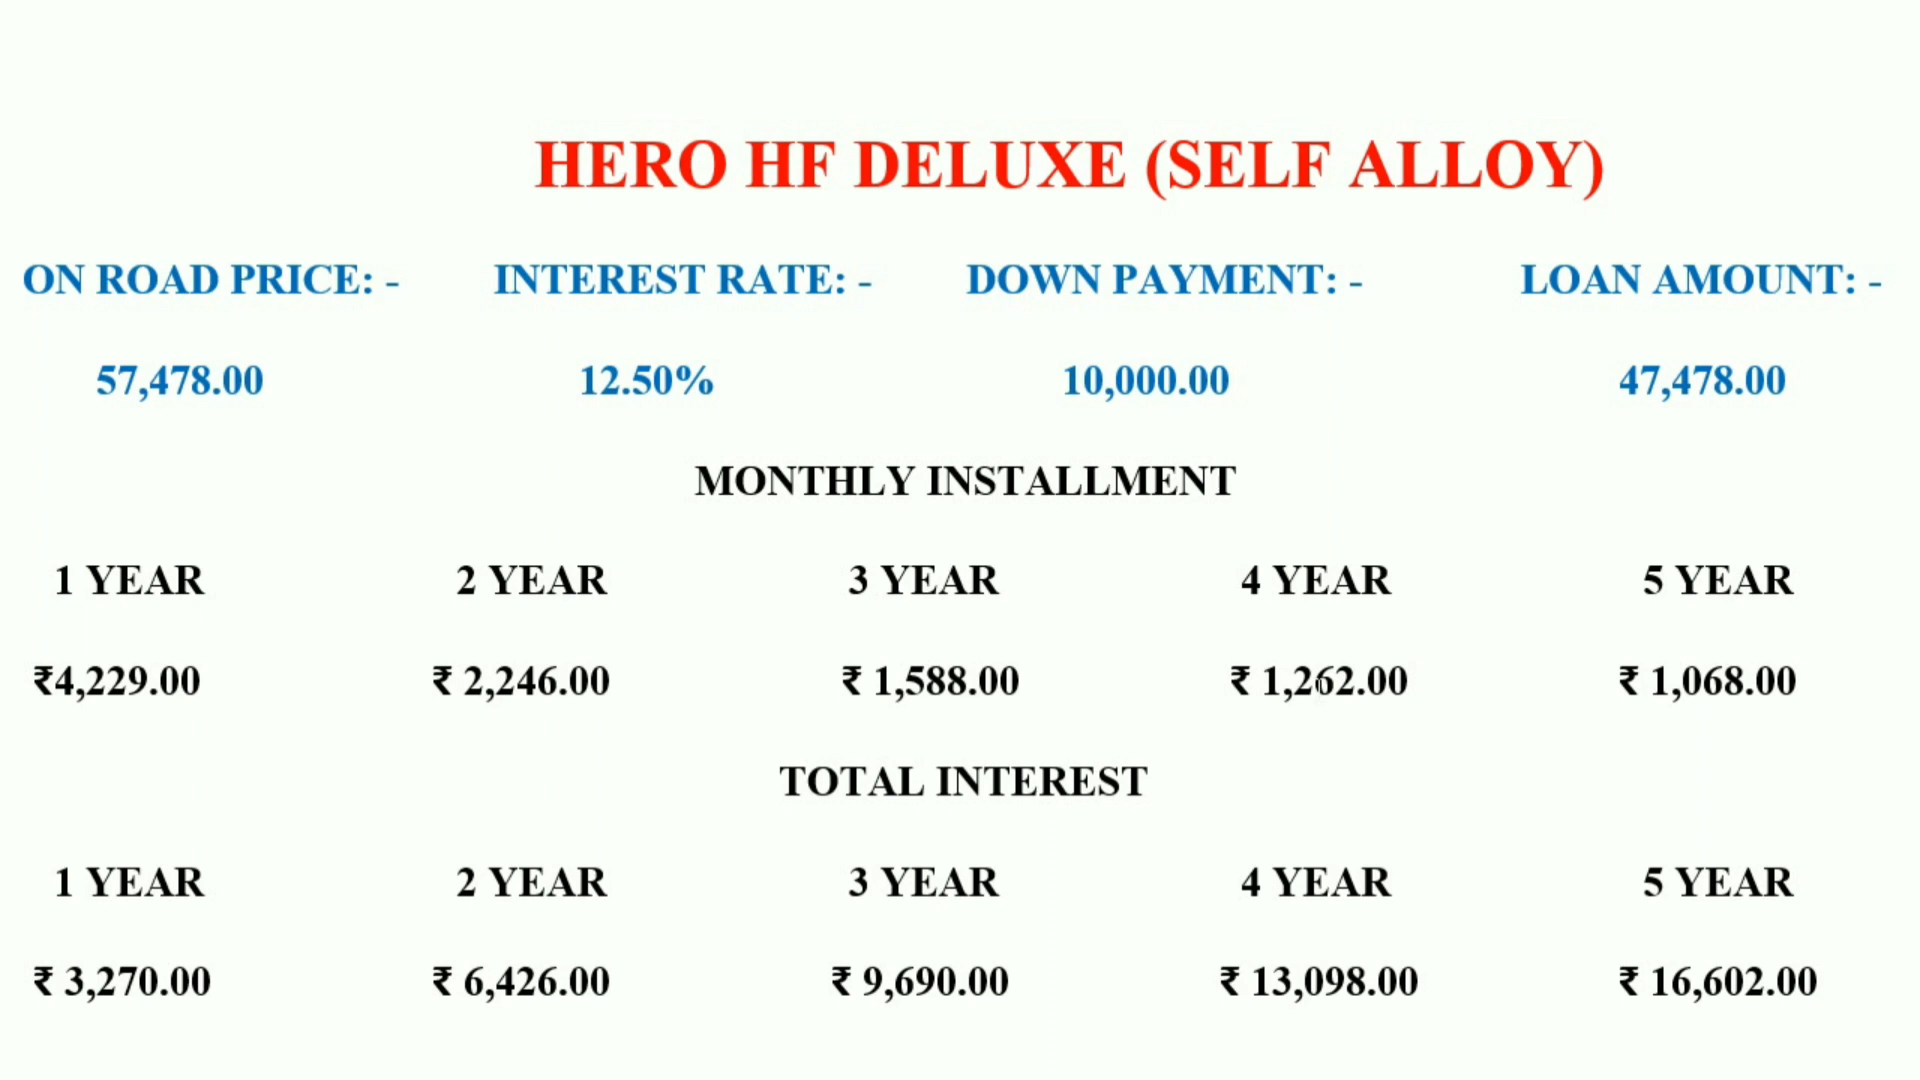 HERO HF DELUXE (SELF ALLOY)
ON ROAD PRICE: - INTEREST RATE: - DOWN PAYMENT: - LOAN AMOUNT: -
57,478.00 12.50% 10,000.00 47,478.00
MONTHLY INSTALLMENT
1 YEAR 2 YEAR 3 YEAR 4 YEAR 5 YEAR
₹4,229.00 ₹ 2,246.00 ₹ 1,588.00 ₹ 1,262.00 ₹ 1,068.00
TOTAL INTEREST
1 YEAR 2 YEAR 3 YEAR 4 YEAR 5 YEAR
₹ 3,270.00 ₹ 6,426.00 ₹ 9,690.00 ₹ 13,098.00 ₹ 16,602.00